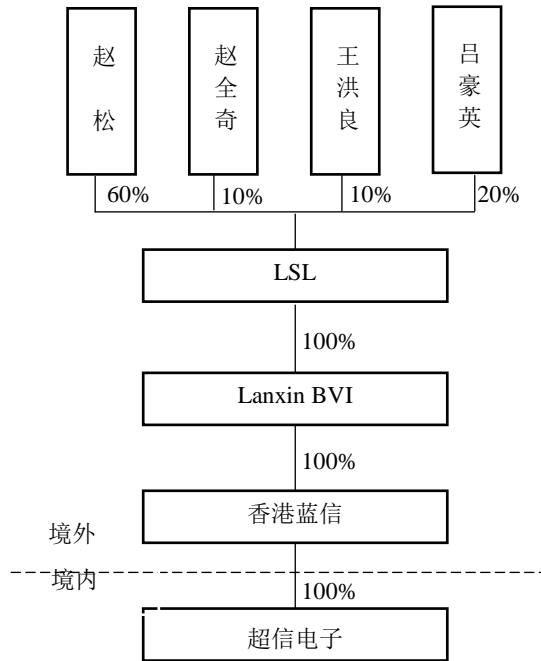 赵松
赵全奇
王洪良
吕豪英
60%
10%
10%
20%
LSL
100%
Lanxin BVI
100%
香港蓝信
境外
境内
100%
超信电子